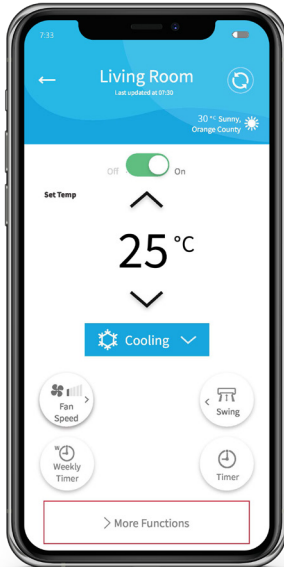 7:33
Living Room
Last updated at 07:30
30 °C Sunny,
Orange County
Off On
Set Temp
25 °C
Cooling
Fan
Speed
Swing
W
Weekly
Timer
Timer
> More Functions